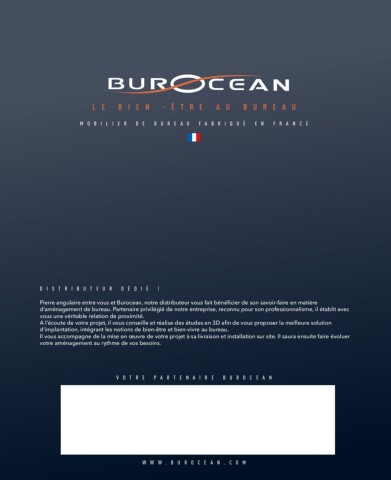 BUROCEAN
LE BIEN -ÊTRE AU BUREAU
MOBILIER DE BUREAU FABRIQUÉ EN FRANCE
DISTRIBUTEUR DÉDIÉ !
Pierre angulaire entre vous et Burocean, notre distributeur vous fait bénéficier de son savoir-faire en matière
d'aménagement de bureau. Partenaire privilégié de notre entreprise, reconnu pour son professionnalisme, il établit avec
vous une véritable relation de proximité.
A l'écoute de votre projet, il vous conseille et réalise des études en 3D afin de vous proposer la meilleure solution
d'implantation, intégrant les notions de bien-être et bien-vivre au bureau.
Il vous accompagne de la mise en œuvre de votre projet à sa livraison et installation sur site. Il saura ensuite faire évoluer
votre aménagement au rythme de vos besoins.
VOTRE PARTENAIRE BUROCEAN
WWW.BUROCEAN.COM